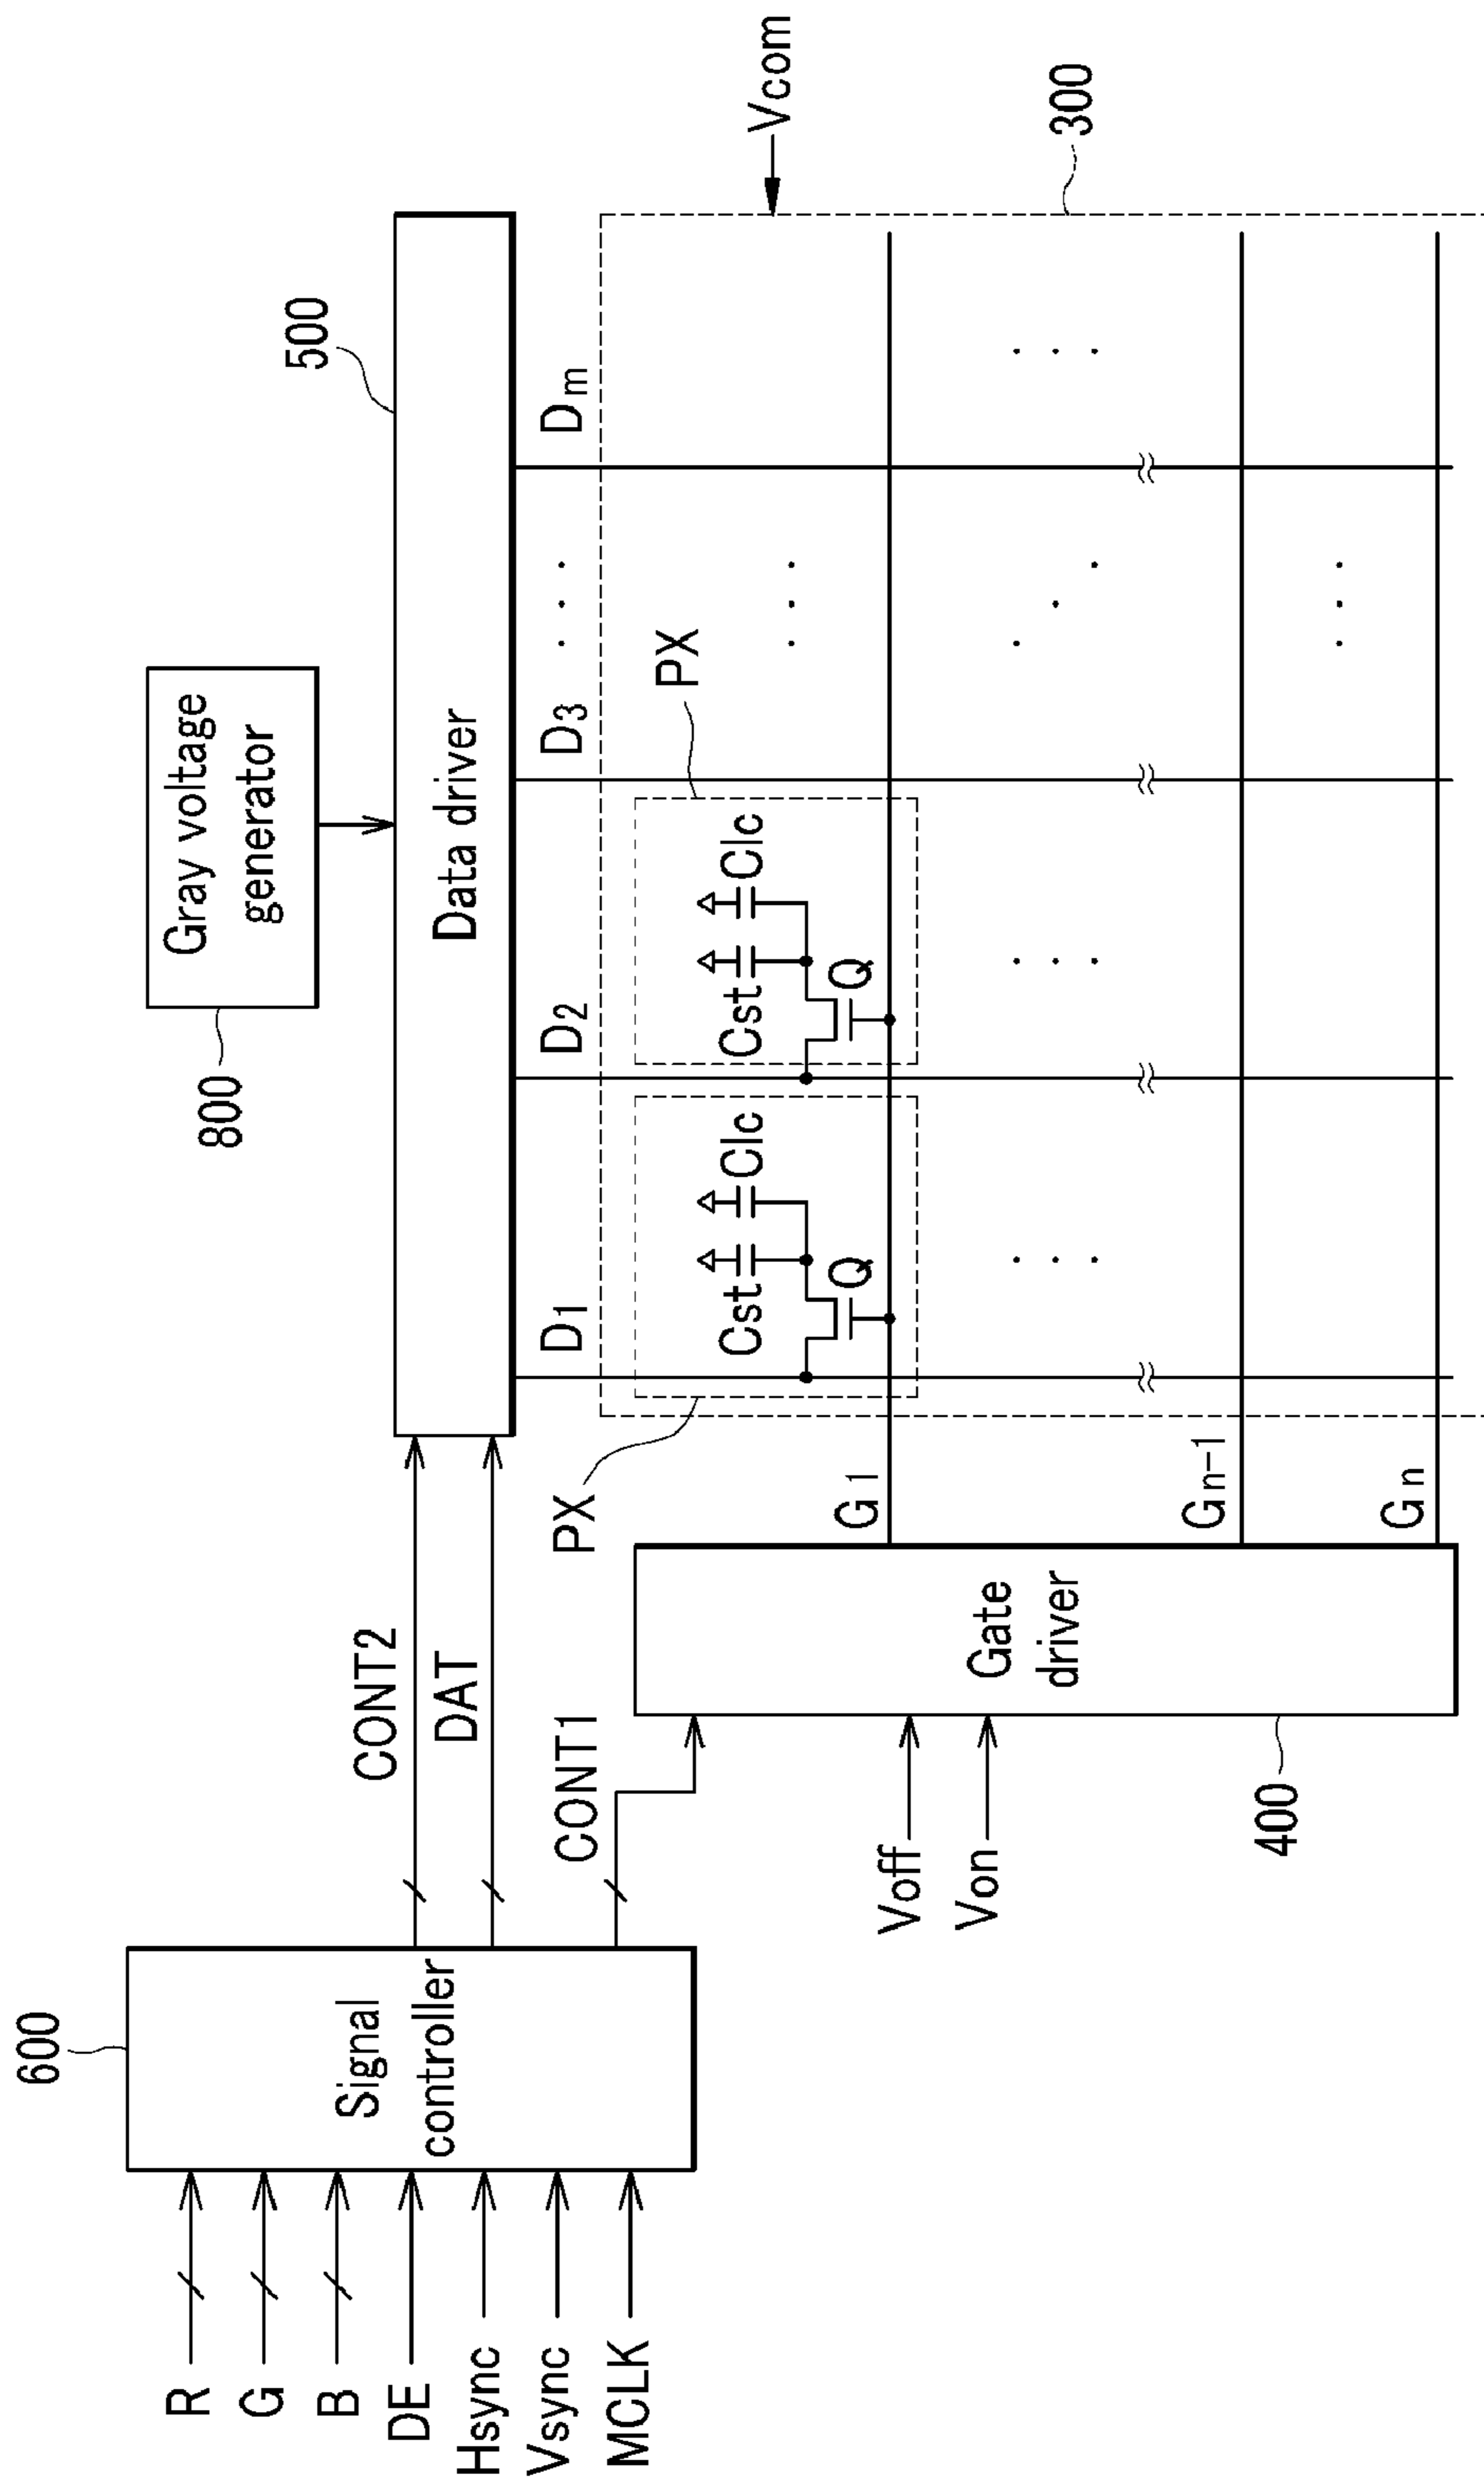 600
R
G
B
DE
Hsync
Vsync
MCLK
Signal
controller
CONT2
DAT
CONT1
800
Gray voltage
generator
500
Data driver
D1
D2
D3
Dm
Vcom
300
PX
PX
Cst
Clc
Q
Cst
Clc
Q
Voff
Von
Gate
driver
400
G1
Gn-1
Gn